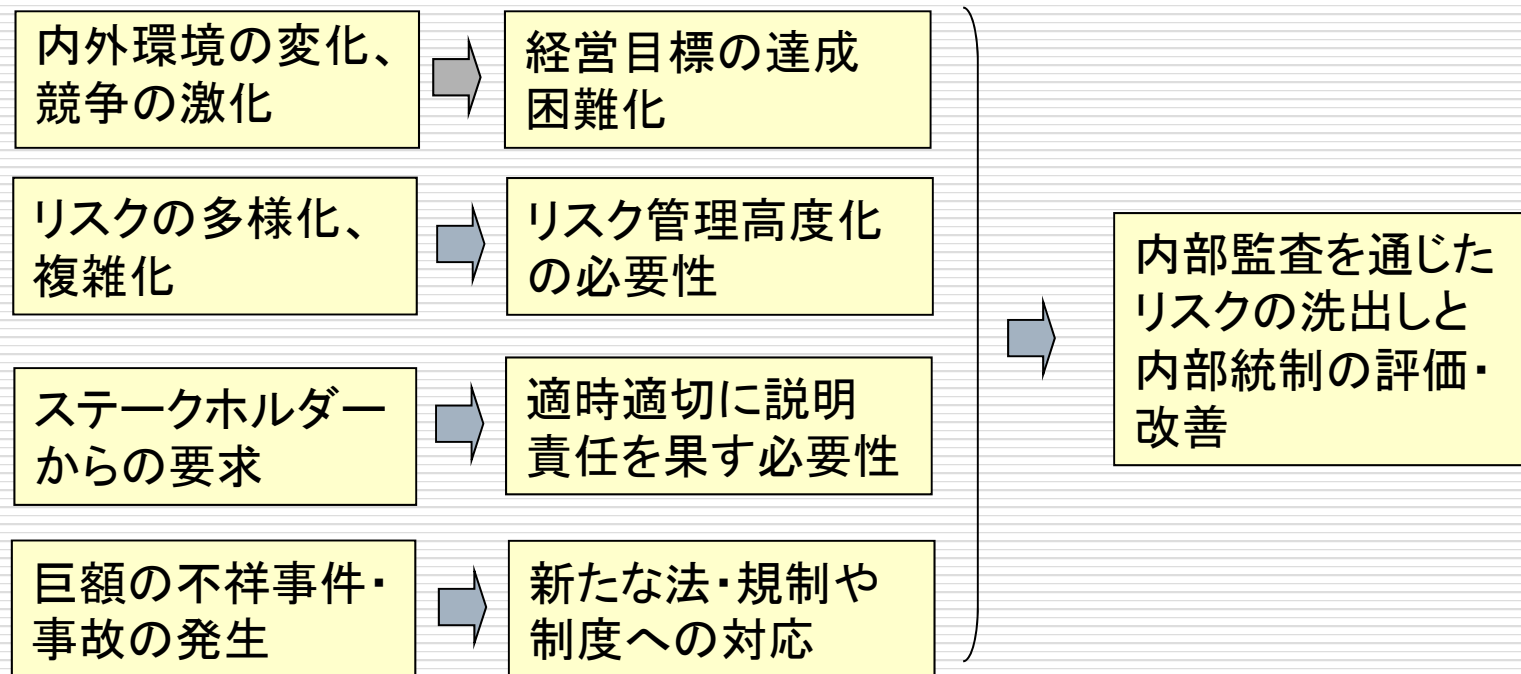 内外環境の変化、
競争の激化
経営目標の達成
困難化
リスクの多様化、
複雑化
リスク管理高度化
の必要性
ステークホルダー
からの要求
適時適切に説明
責任を果す必要性
巨額の不祥事件・
事故の発生
新たな法・規制や
制度への対応
内部監査を通じた
リスクの洗出しと
内部統制の評価・
改善